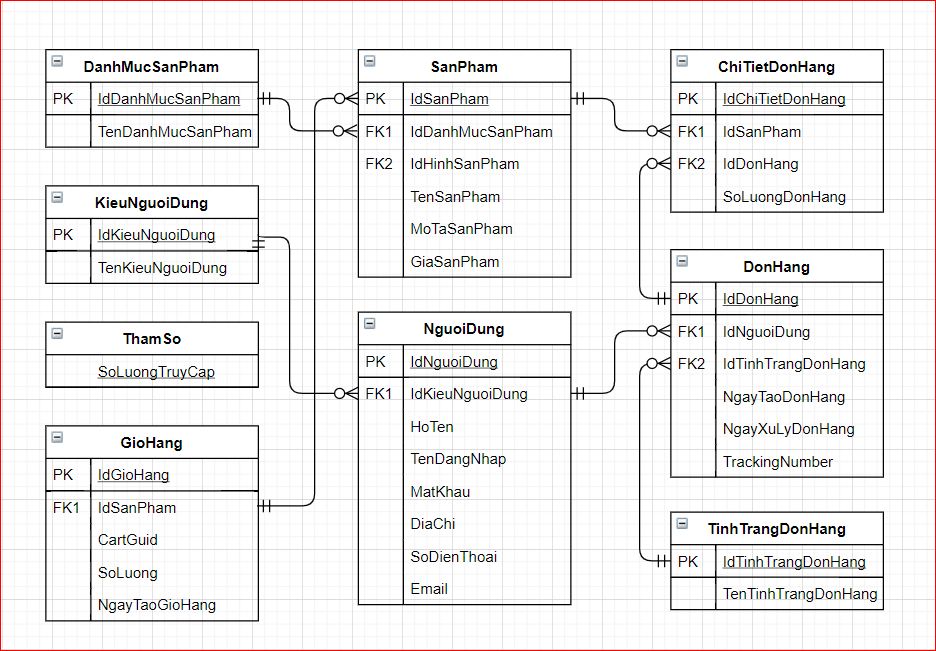 DanhMucSanPham
PK IdDanhMucSanPham
TenDanhMucSanPham
KieuNguoiDung
PK IdKieuNguoiDung
TenKieuNguoiDung
ThamSo
SoLuongTruyCap
GioHang
PK IdGioHang
FK1 IdSanPham
CartGuid
SoLuong
NgayTaoGioHang
SanPham
PK IdSanPham
FK1 IdDanhMucSanPham
FK2 IdHinhSanPham
TenSanPham
MoTaSanPham
GiaSanPham
NguoiDung
PK IdNguoiDung
FK1 IdKieuNguoiDung
HoTen
TenDangNhap
MatKhau
DiaChi
SoDienThoai
Email
ChiTietDonHang
PK IdChiTietDonHang
FK1 IdSanPham
FK2 IdDonHang
SoLuongDonHang
DonHang
PK IdDonHang
FK1 IdNguoiDung
FK2 IdTinhTrangDonHang
NgayTaoDonHang
NgayXuLyDonHang
TrackingNumber
TinhTrangDonHang
PK IdTinhTrangDonHang
TenTinhTrangDonHang